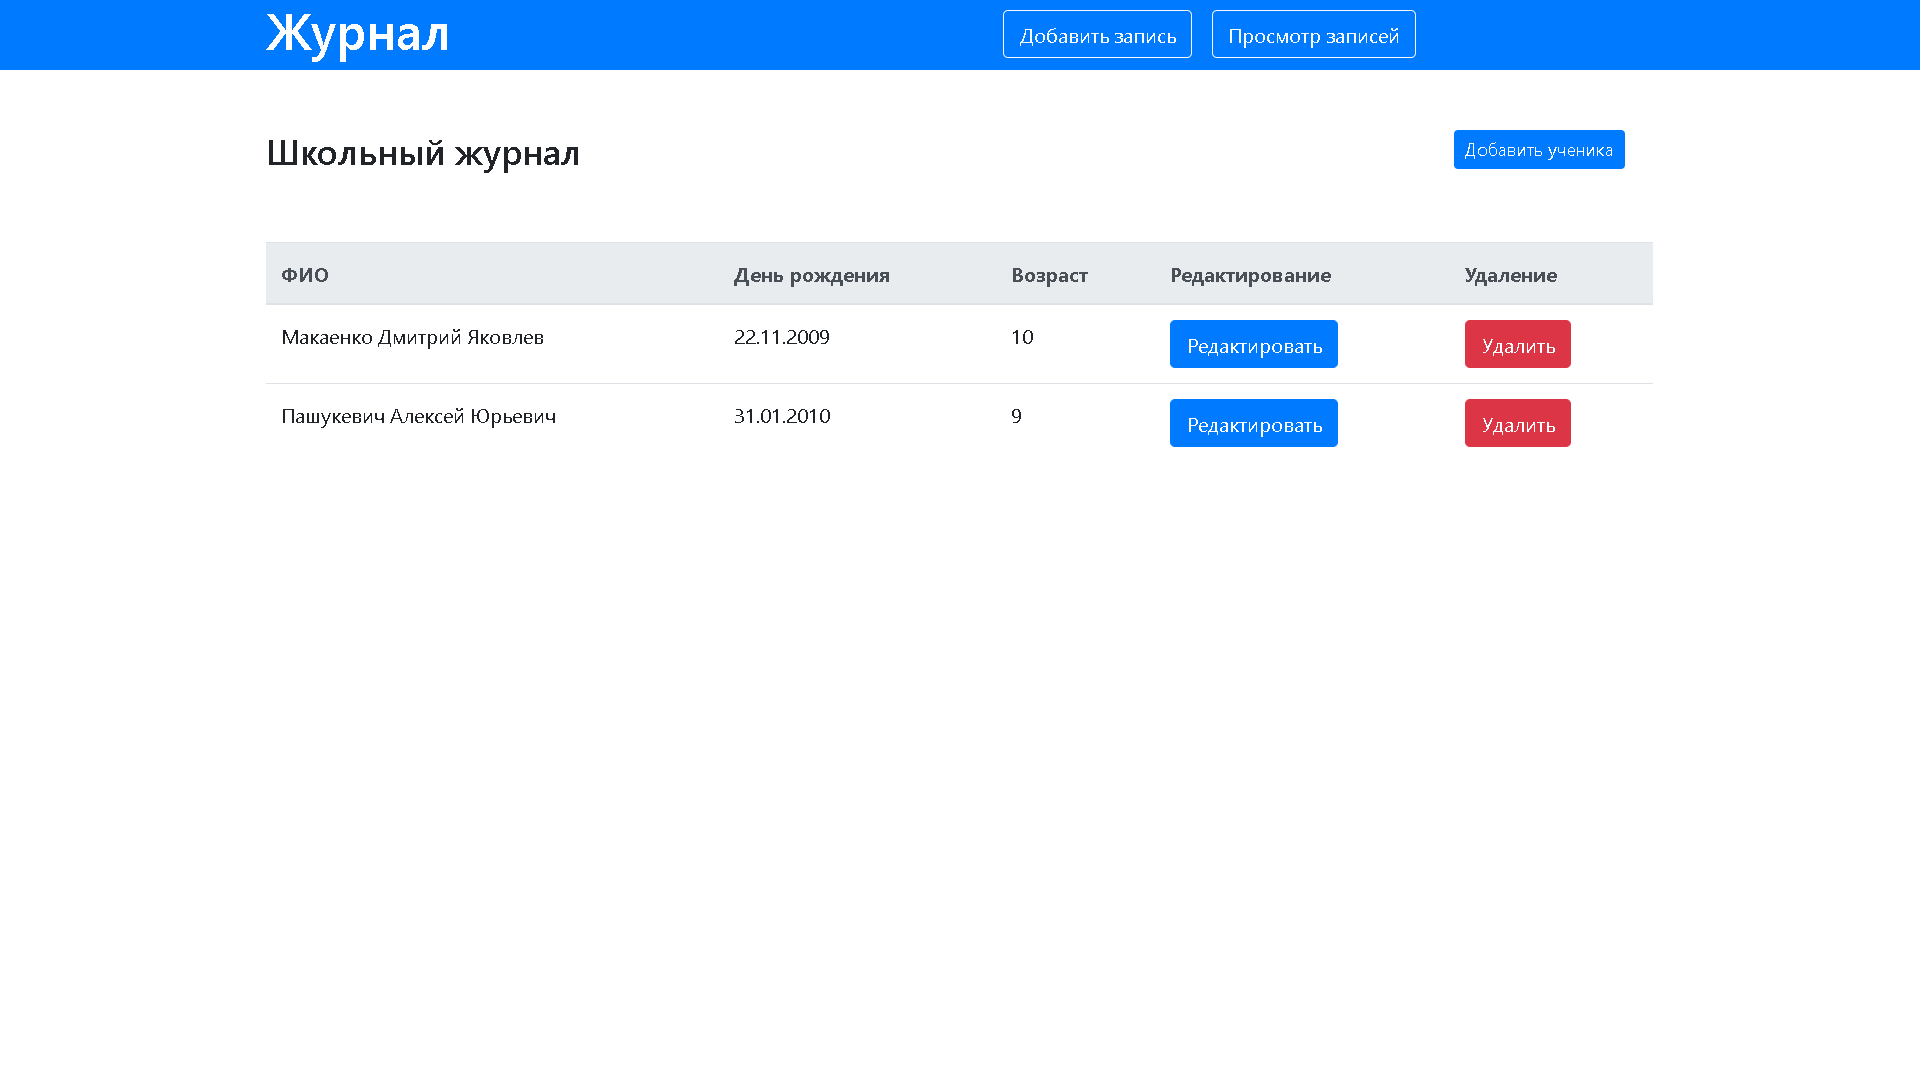 Журнал Добавить запись Просмотр записей
Школьный журнал Добавить ученика
ФИО День рождения Возраст Редактирование Удаление
Макаенко Дмитрий Яковлев 22.11.2009 10 Редактировать Удалить
Пашукевич Алексей Юрьевич 31.01.2010 9 Редактировать Удалить